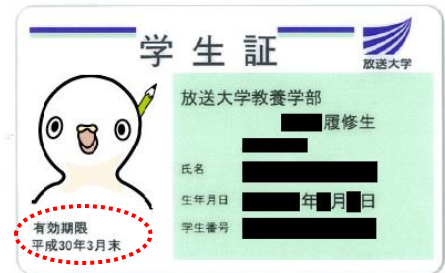 学生証
放送大学
放送大学教養学部
履修生
氏名
生年月日 年 月 日
学生番号
有効期限
平成30年3月末